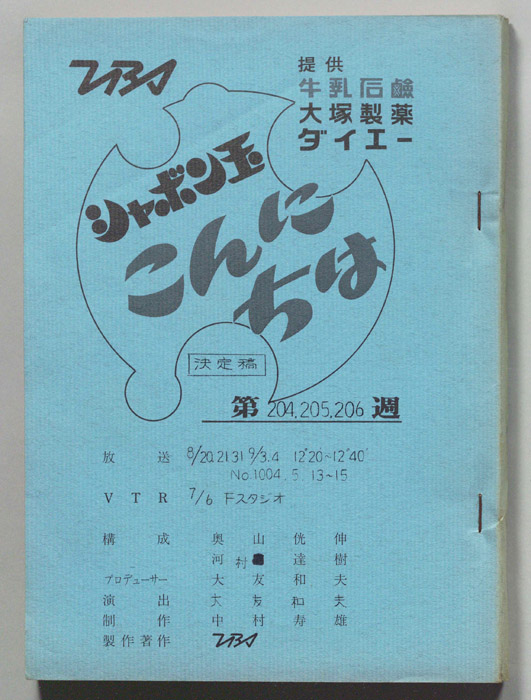 TBS
提供
牛乳石鹸
大塚製薬
ダイエー
シャボン玉
こんに
ちは
決定稿
第204,205,206週
放送 8/20.21.31 9/3.4 12°20~12°40'
No.1004.5 13~15
VTR 7/6 Fスタジオ
構成 奥山侊伸
河村達樹
プロデューサー 大友和夫
演出 大友和夫
制作 中村寿雄
製作著作 TBS